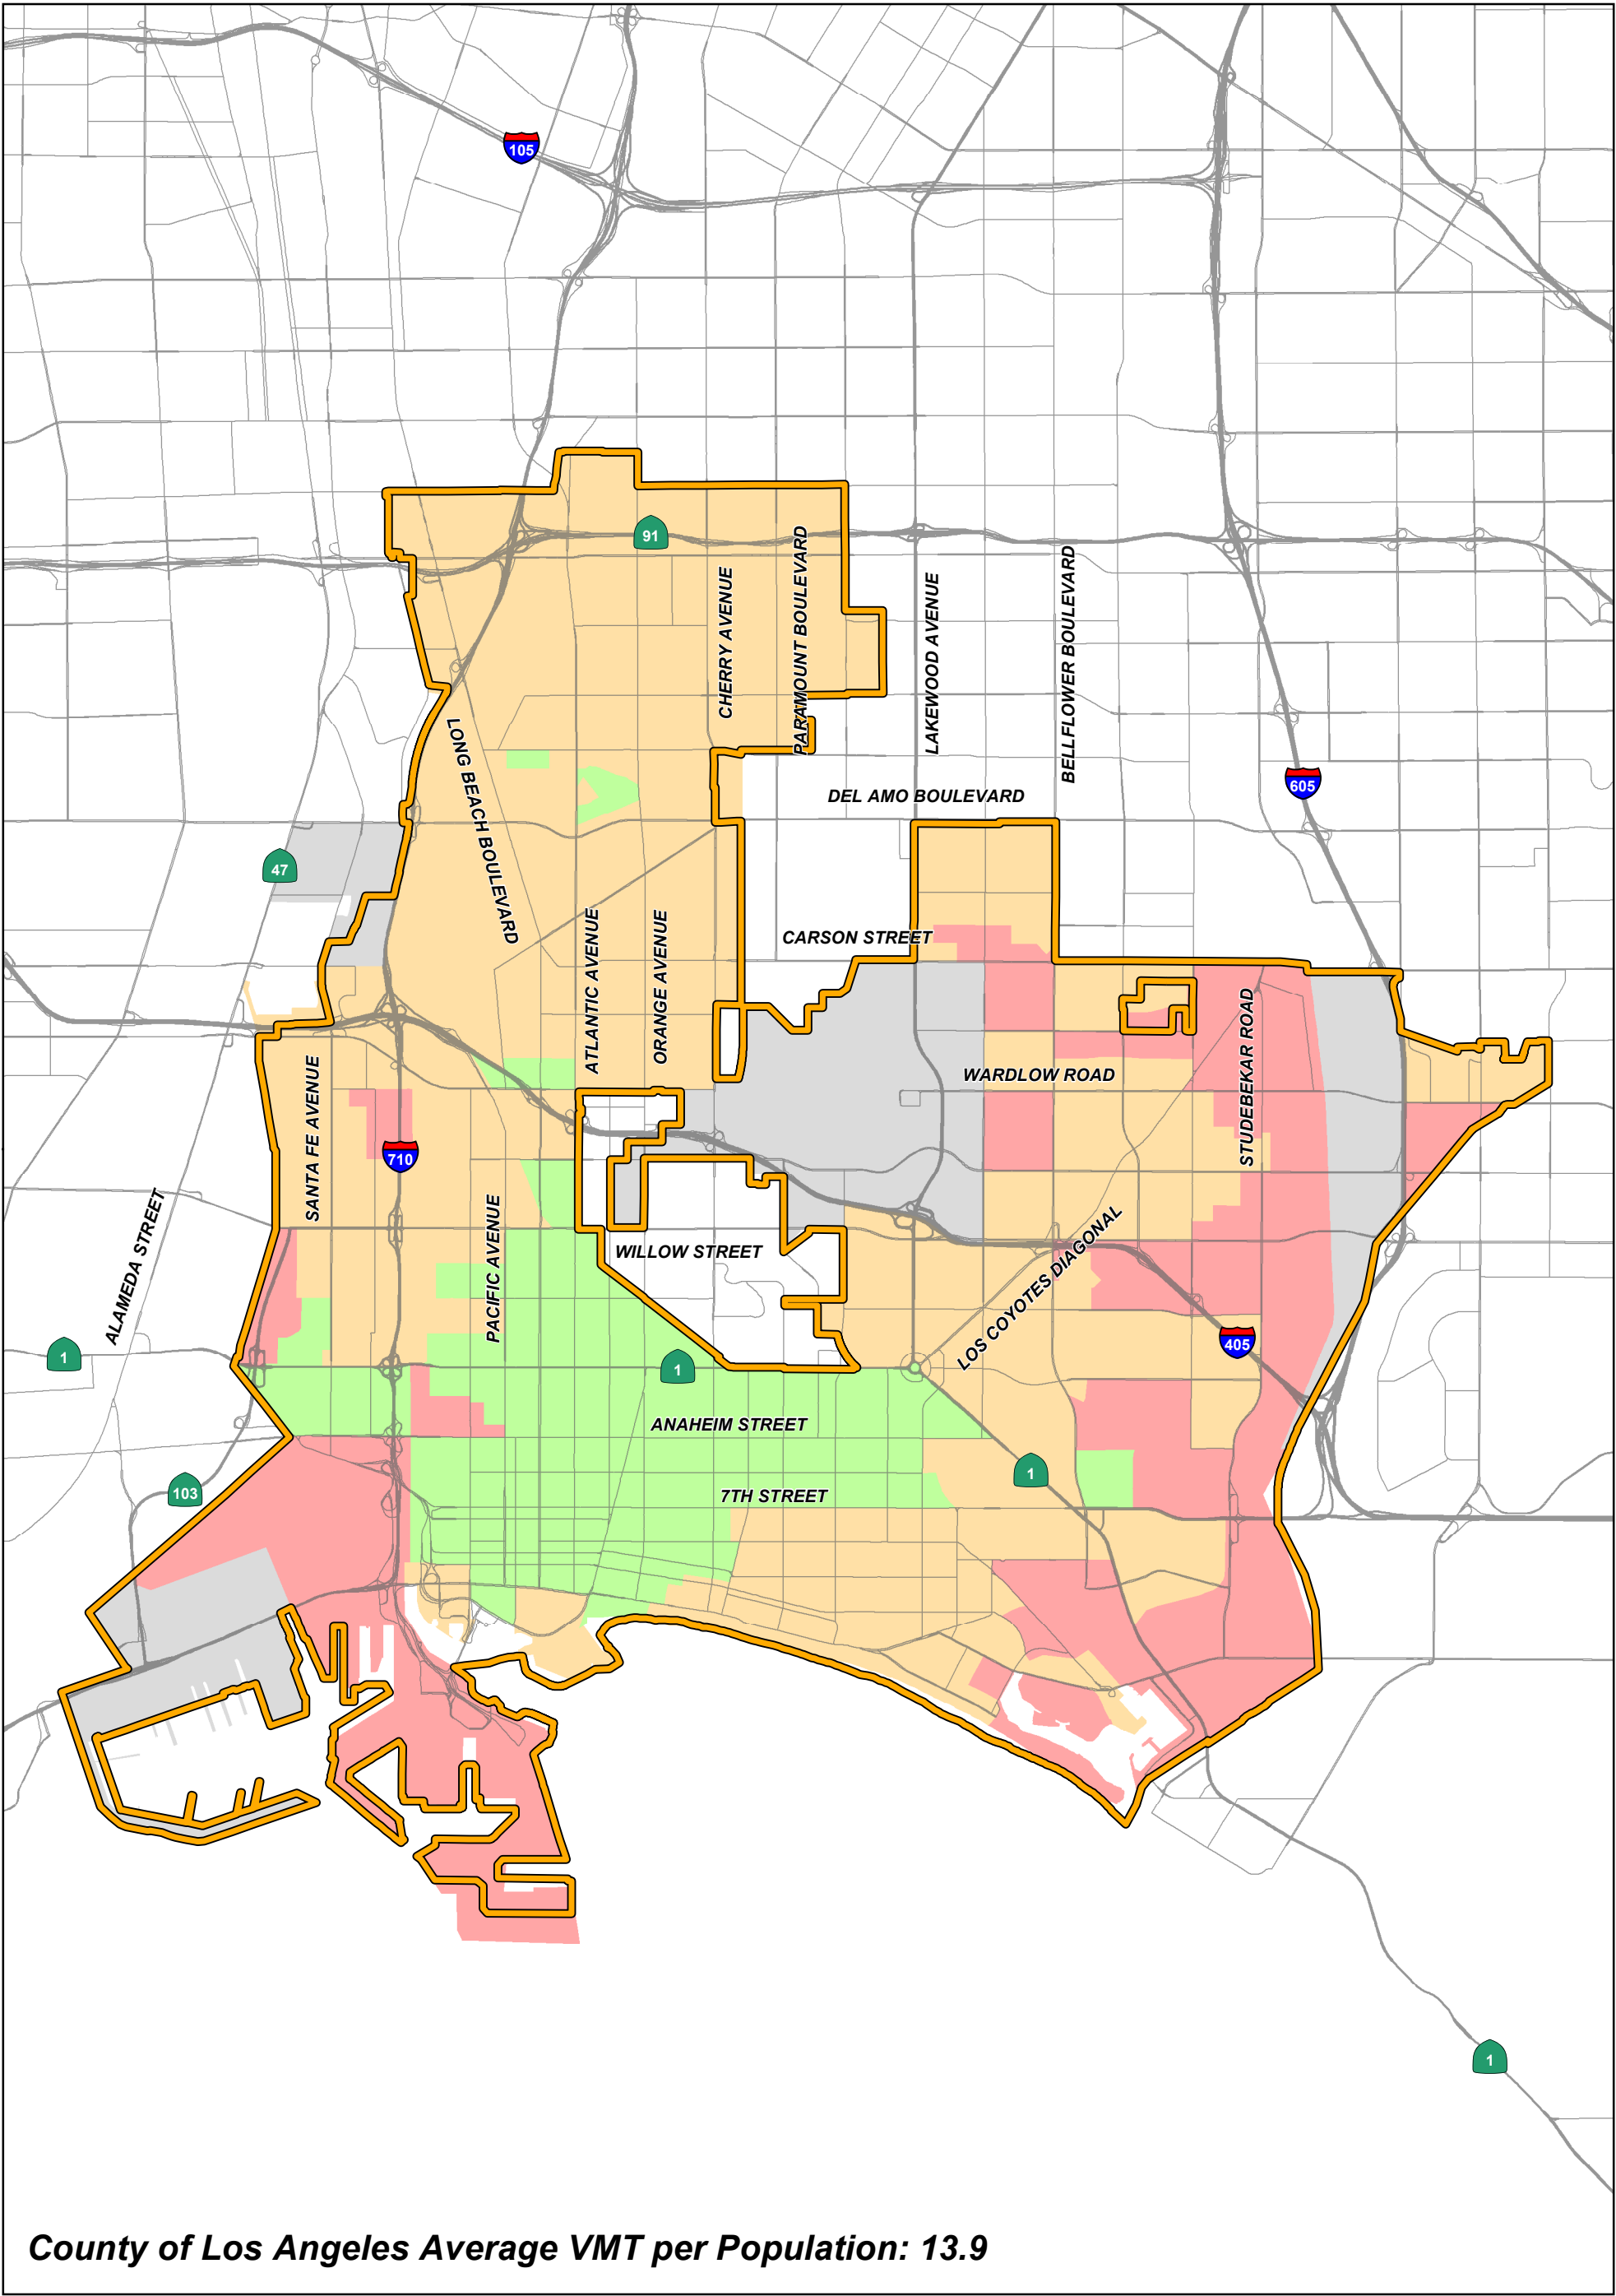 105
91
CHERRY AVENUE
PARAMOUNT BOULEVARD
LAKEWOOD AVENUE
BELLFLOWER BOULEVARD
LONG BEACH BOULEVARD
605
DEL AMO BOULEVARD
47
ATLANTIC AVENUE
ORANGE AVENUE
CARSON STREET
SANTA FE AVENUE
STUDEBEKAR ROAD
WARDLOW ROAD
710
ALAMEDA STREET
PACIFIC AVENUE
WILLOW STREET
LOS COYOTES DIAGONAL
405
1
1
ANAHEIM STREET
1
103
7TH STREET
1
County of Los Angeles Average VMT per Population: 13.9